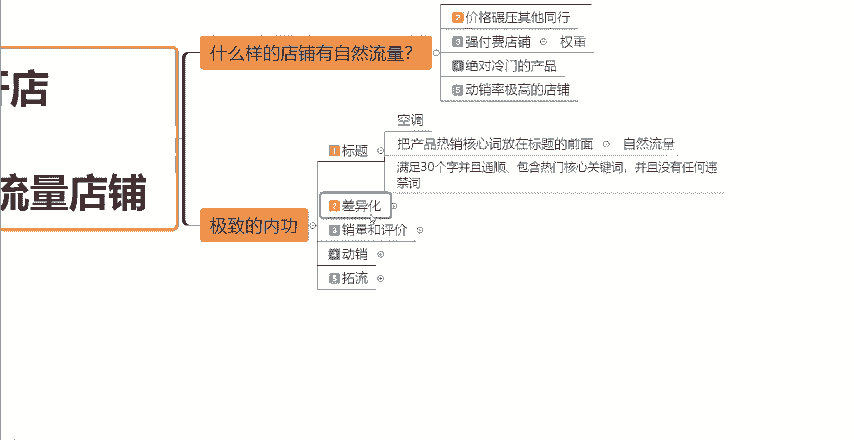 开店
流量店铺
什么样的店铺有自然流量？
2 价格碾压其他同行
3 强付费店铺 权重
4 绝对冷门的产品
5 动销率极高的店铺
极致的内功
1 标题
空调
把产品热销核心词放在标题的前面 自然流量
满足30个字并且通顺、包含热门核心关键词，并且没有任何违
禁词
2 差异化
3 销量和评价
4 动销
5 拓流